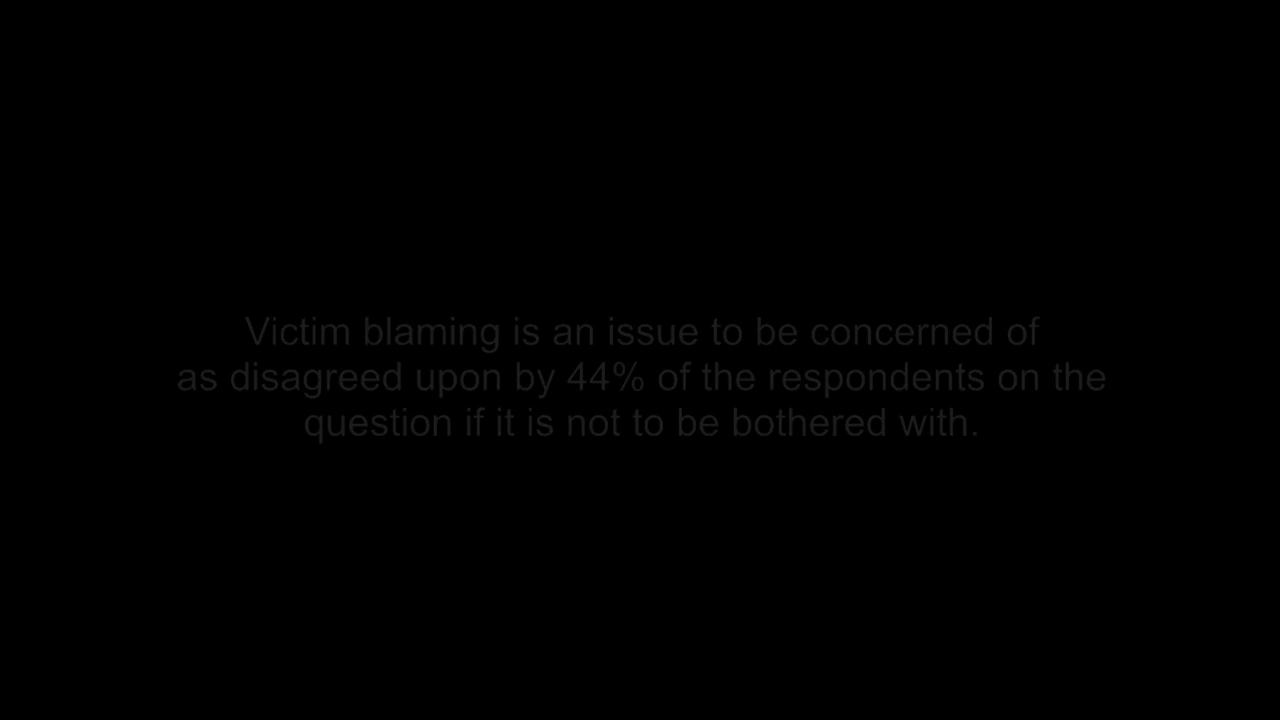 Victim blaming is an issue to be concerned of
as disagreed upon by 44% of the respondents on the
question if it is not to be bothered with.